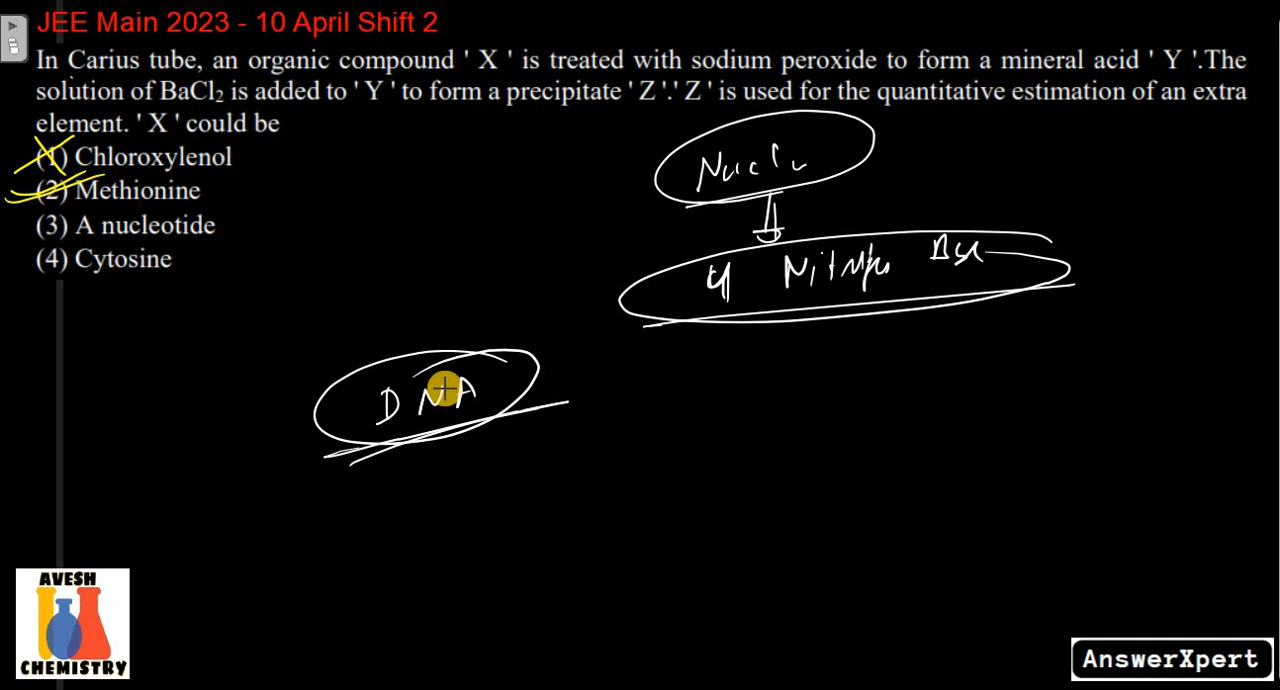 JEE Main 2023 - 10 April Shift 2
In Carius tube, an organic compound ' X ' is treated with sodium peroxide to form a mineral acid ' Y '.The
solution of BaCl2 is added to ' Y ' to form a precipitate ' Z '.' Z ' is used for the quantitative estimation of an extra
element. ' X ' could be
(1) Chloroxylenol
(2) Methionine
(3) A nucleotide
(4) Cytosine
4
DNA
AVESH
CHEMISTRY
AnswerXpert